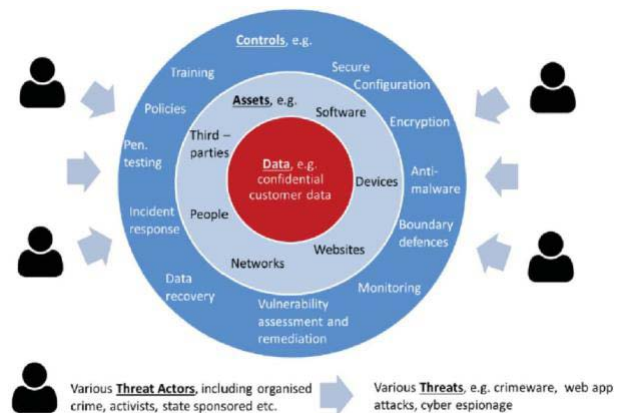 Controls, e.g.
Training
Secure
Configuration
Policies
Assets, e.g.
Software
Encryption
Third –
parties
Pen.
testing
Data, e.g.
confidential
customer data
Devices
Anti-
malware
People
Incident
response
Boundary
defences
Websites
Networks
Data
recovery
Monitoring
Vulnerability
assessment and
remediation
Various Threat Actors, including organised
crime, activists, state sponsored etc.
Various Threats, e.g. crimeware, web app
attacks, cyber espionage